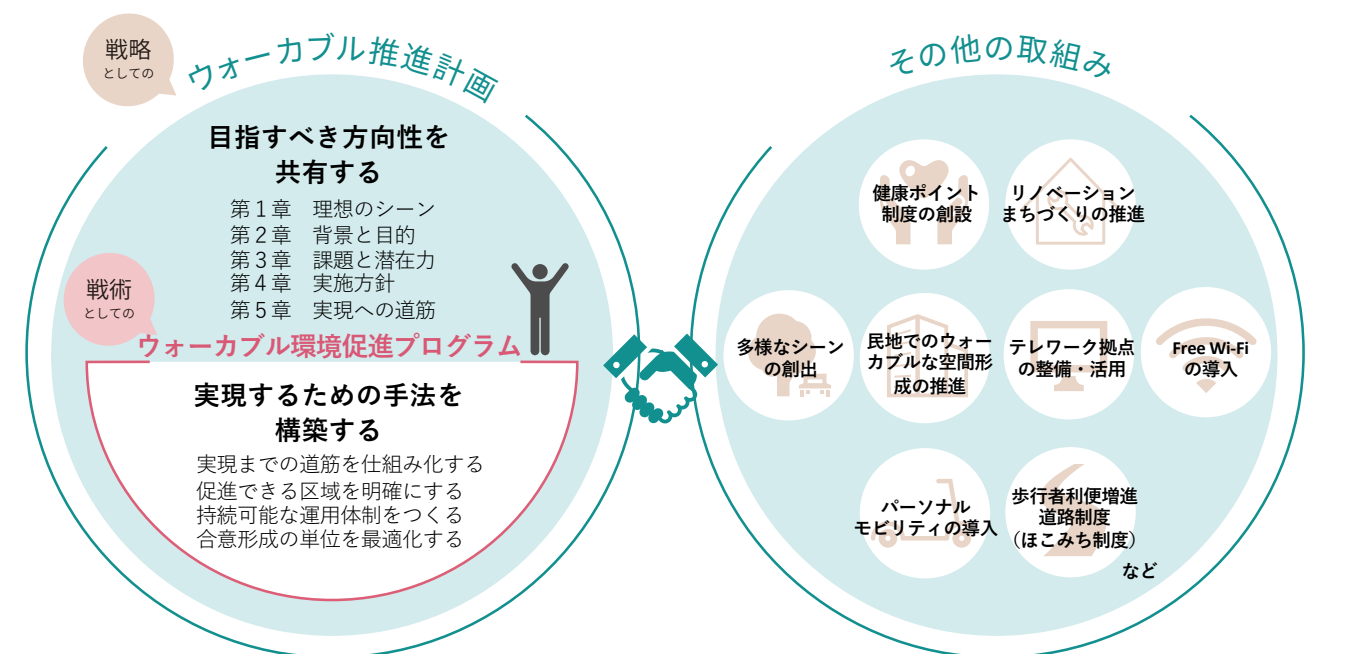 戦略
としての
ウォーカブル推進計画
目指すべき方向性を
共有する
第１章　理想のシーン
第２章　背景と目的
第３章　課題と潜在力
第４章　実施方針
第５章　実現への道筋
戦術
としての
ウォーカブル環境促進プログラム
実現するための手法を
構築する
実現までの道筋を仕組み化する
促進できる区域を明確にする
持続可能な運用体制をつくる
合意形成の単位を最適化する
その他の取組み
健康ポイント
制度の創設
リノベーション
まちづくりの推進
多様なシーン
の創出
民地でのウォー
カブルな空間形
成の推進
テレワーク拠点
の整備・活用
Free Wi-Fi
の導入
パーソナル
モビリティの導入
歩行者利便増進
道路制度
（ほこみち制度）
など